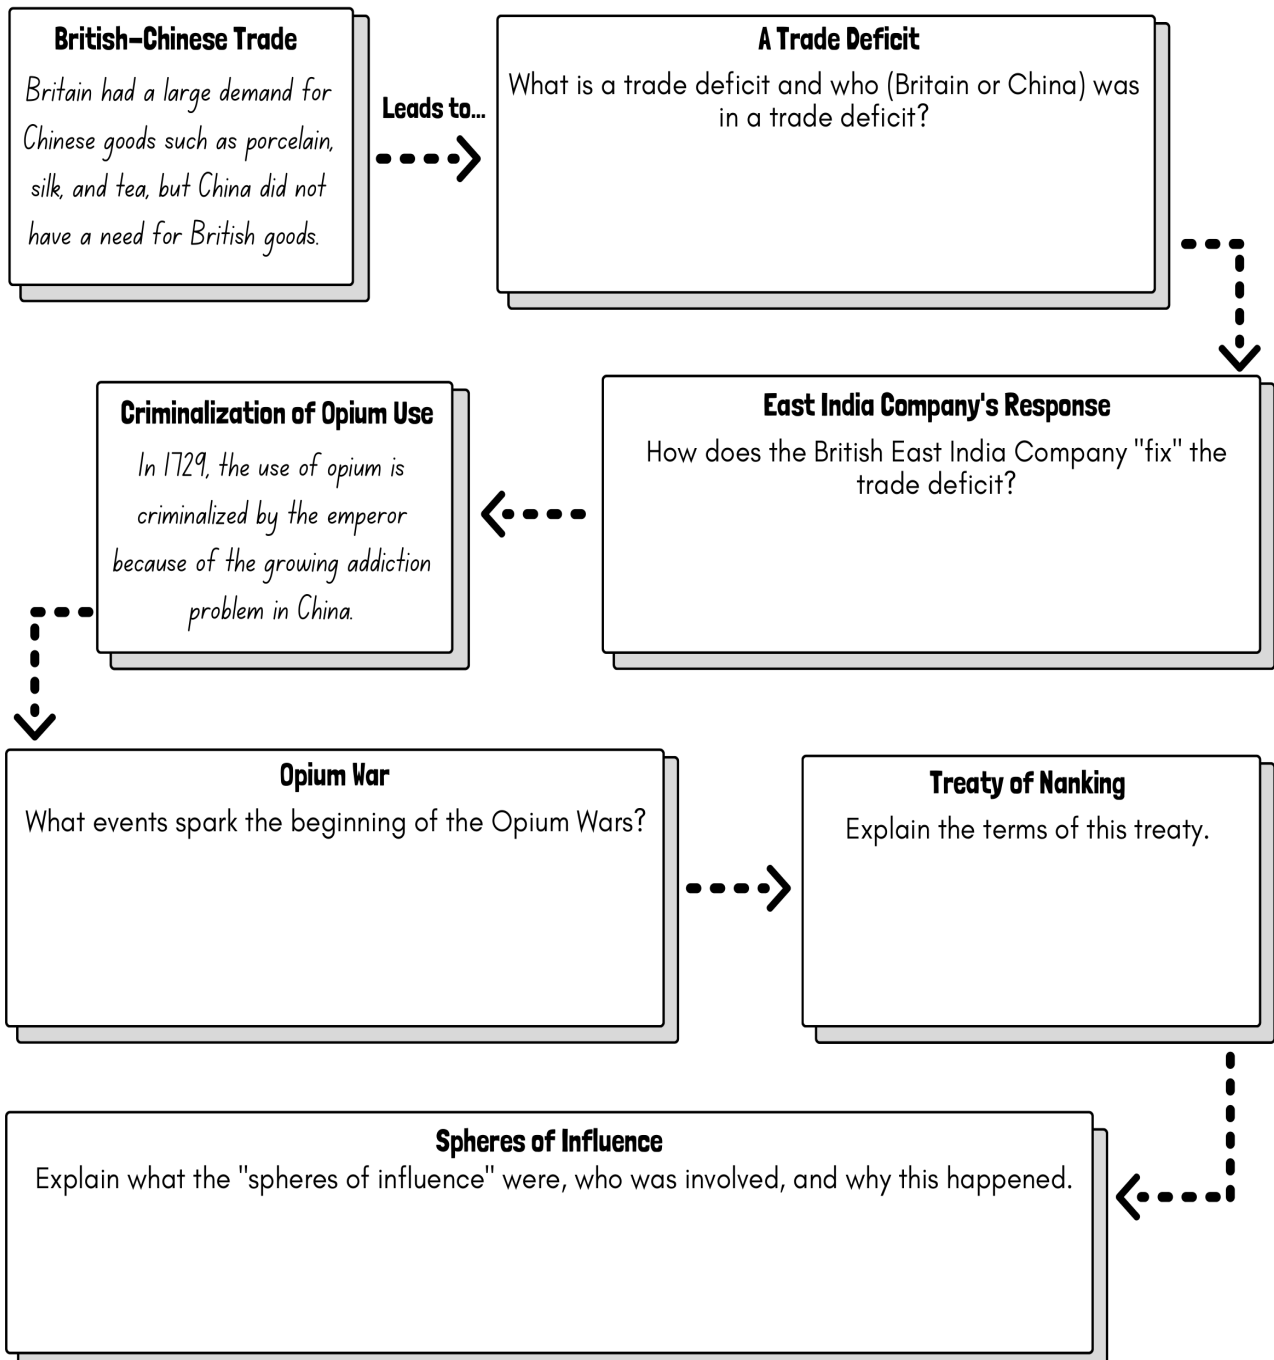 British-Chinese Trade
Britain had a large demand for
Chinese goods such as porcelain,
silk, and tea, but China did not
have a need for British goods.
Leads to...
A Trade Deficit
What is a trade deficit and who (Britain or China) was
in a trade deficit?
East India Company's Response
How does the British East India Company "fix" the
trade deficit?
Criminalization of Opium Use
In 1729, the use of opium is
criminalized by the emperor
because of the growing addiction
problem in China.
Opium War
What events spark the beginning of the Opium Wars?
Treaty of Nanking
Explain the terms of this treaty.
Spheres of Influence
Explain what the "spheres of influence" were, who was involved, and why this happened.